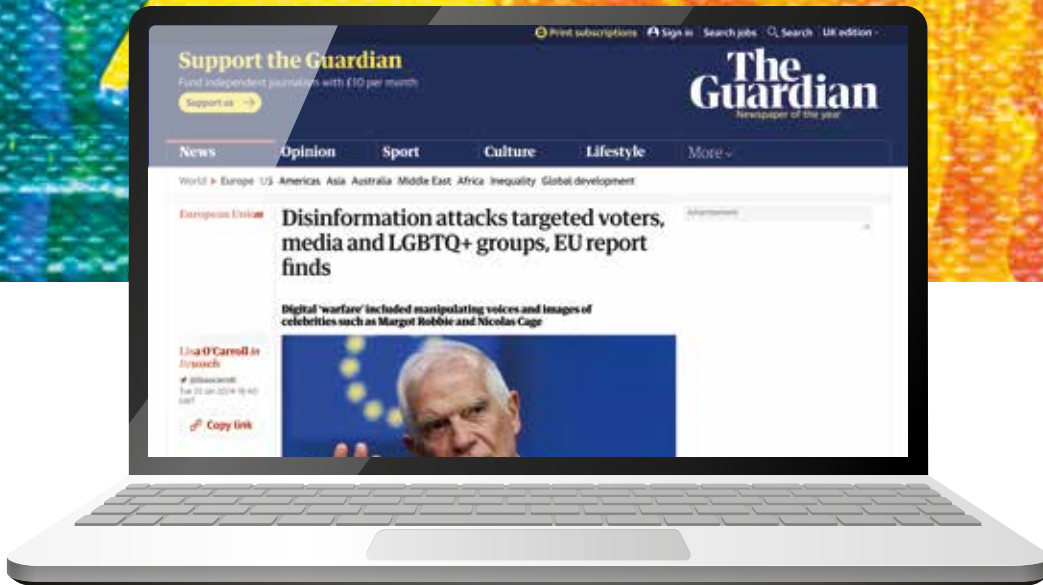 Print subscriptions Sign in Search jobs Search UK edition
Support the Guardian
Fund independent journalism with £10 per month
Support us →
The
Guardian
Newspaper of the year
News Opinion Sport Culture Lifestyle More
World Europe US Americas Asia Australia Middle East Africa Inequality Global development
European Union
Disinformation attacks targeted voters,
media and LGBTQ+ groups, EU report
finds
Advertisement
Digital ‘warfare’ included manipulating voices and images of
celebrities such as Margot Robbie and Nicolas Cage
Lisa O'Carroll in
Brussels
Copy link